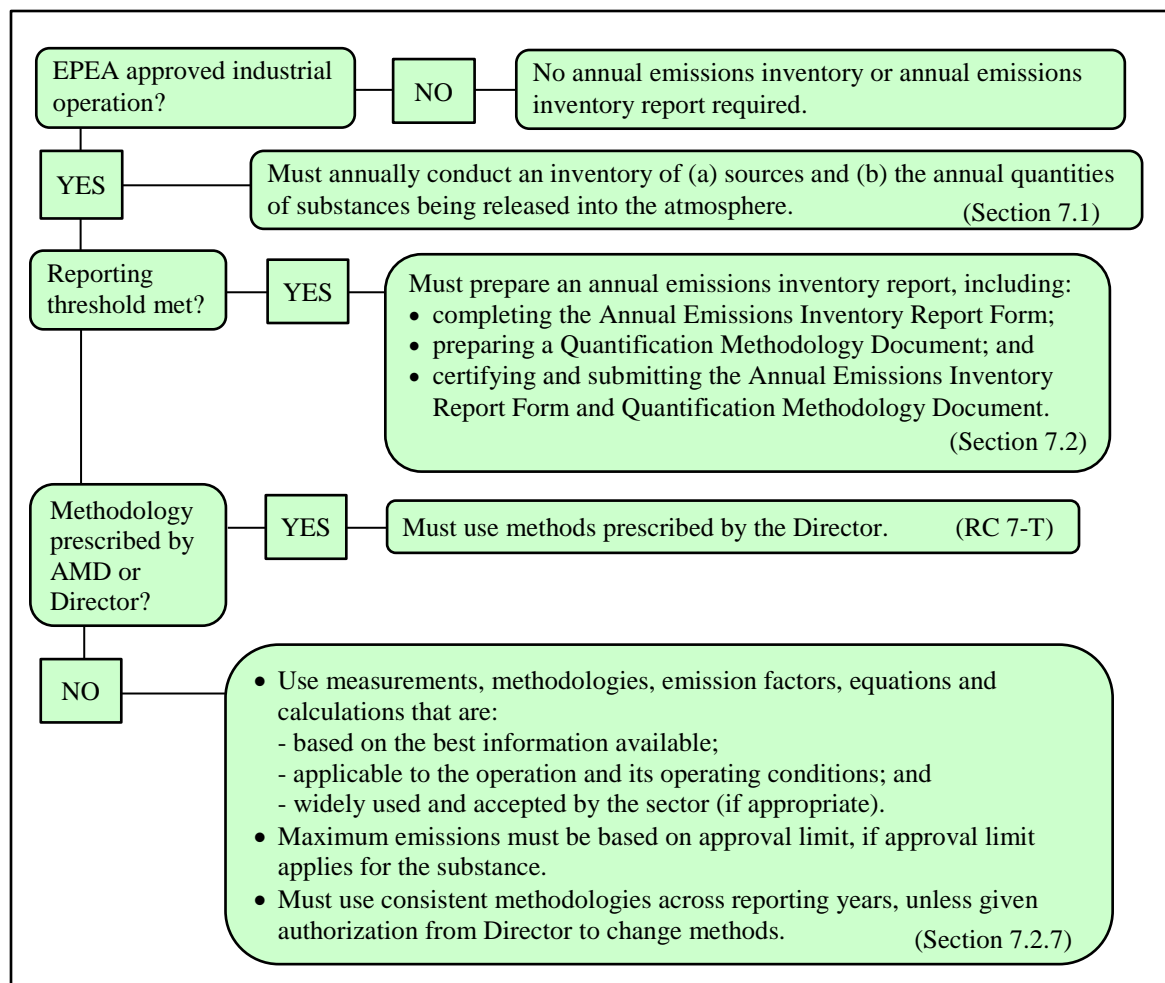 EPEA approved industrial
operation?
NO
No annual emissions inventory or annual emissions
inventory report required.
YES
Must annually conduct an inventory of (a) sources and (b) the annual quantities
of substances being released into the atmosphere.
(Section 7.1)
Reporting
threshold met?
YES
Must prepare an annual emissions inventory report, including:
• completing the Annual Emissions Inventory Report Form;
• preparing a Quantification Methodology Document; and
• certifying and submitting the Annual Emissions Inventory
Report Form and Quantification Methodology Document.
(Section 7.2)
Methodology
prescribed by
AMD or
Director?
YES
Must use methods prescribed by the Director. (RC 7-T)
NO
• Use measurements, methodologies, emission factors, equations and
calculations that are:
- based on the best information available;
- applicable to the operation and its operating conditions; and
- widely used and accepted by the sector (if appropriate).
• Maximum emissions must be based on approval limit, if approval limit
applies for the substance.
• Must use consistent methodologies across reporting years, unless given
authorization from Director to change methods.
(Section 7.2.7)